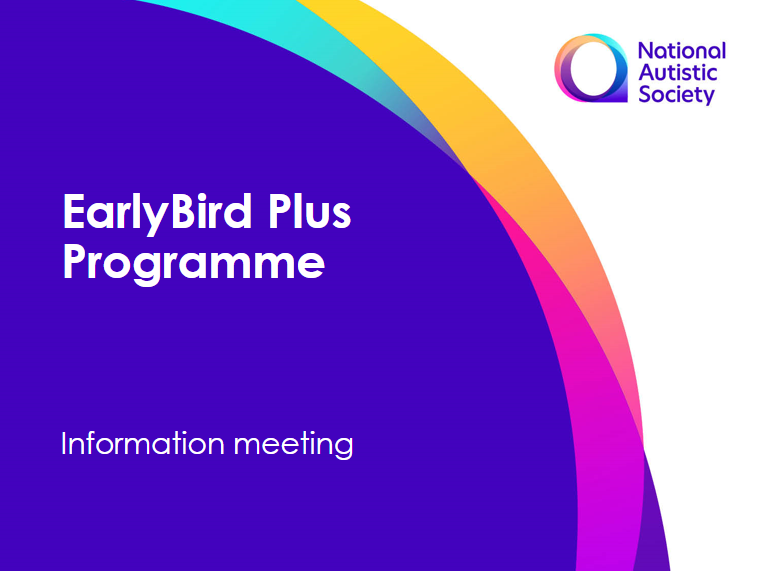 National
Autistic
Society
EarlyBird Plus
Programme
Information meeting